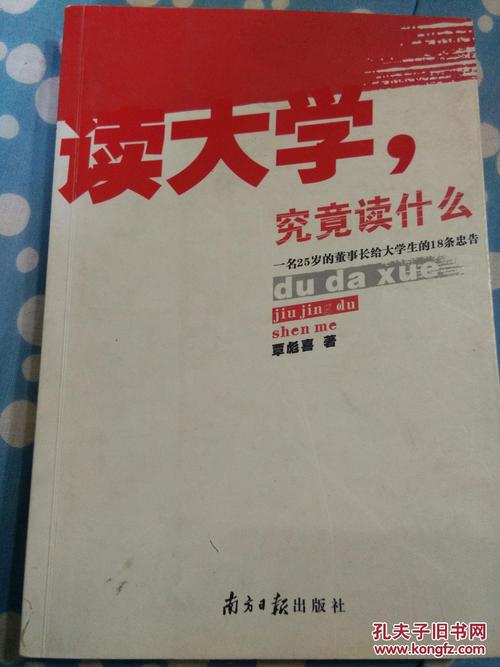 读大学，
究竟读什么
一名25岁的董事长给大学生的18条忠告
du da xue
jiu jing du
shen me
覃彪喜 著
南方日报出版社
孔夫子旧书网
www.kongfz.com